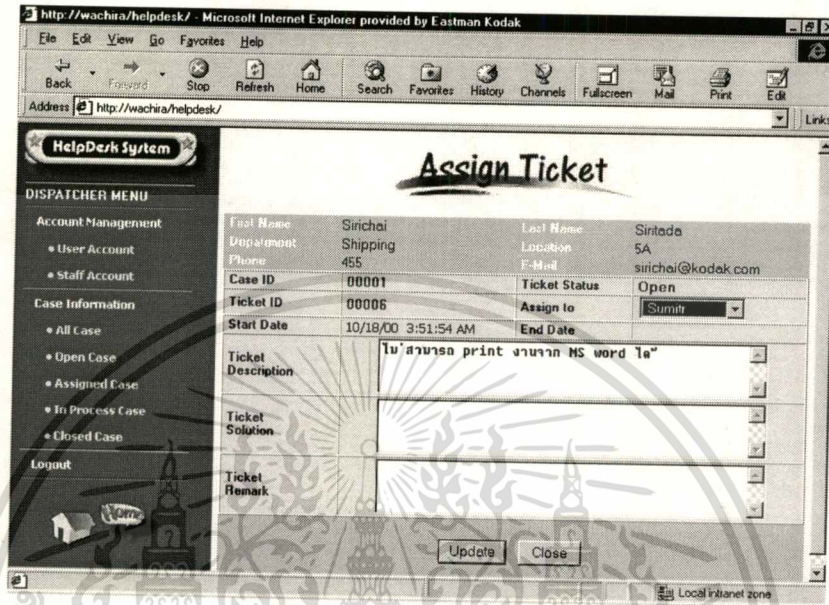 http://wachira/helpdesk/ - Microsoft Internet Explorer provided by Eastman Kodak
File Edit View Go Favorites Help
Back Forward Stop Refresh Home Search Favorites History Channels Fullscreen Mail Print Edit
Address http://wachira/helpdesk/ Links
HelpDesk System
Assign Ticket
DISPATCHER MENU
Account Management
User Account
Staff Account
Case Information
All Case
Open Case
Assigned Case
In Process Case
Closed Case
Logout
Home
First Name Sirichai Last Name Siritada
Department Shipping Location 5A
Phone 455 E-Mail sirichai@kodak.com
Case ID 00001 Ticket Status Open
Ticket ID 00006 Assign to Sumitr
Start Date 10/18/00 3:51:54 AM End Date
Ticket Description ไม่สามารถ print งานจาก MS word ได้
Ticket Solution
Ticket Remark
Update Close
Local intranet zone